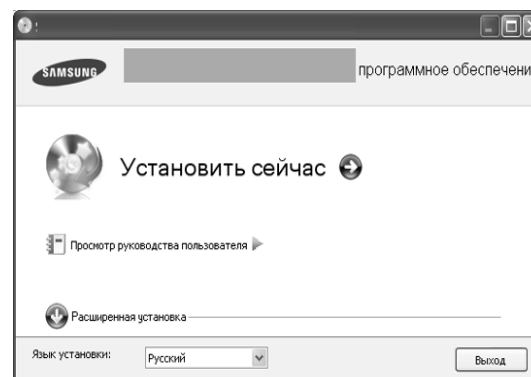 SAMSUNG
программное обеспечени
Установить сейчас
Просмотр руководства пользователя
Расширенная установка
Язык установки: Русский
Выход